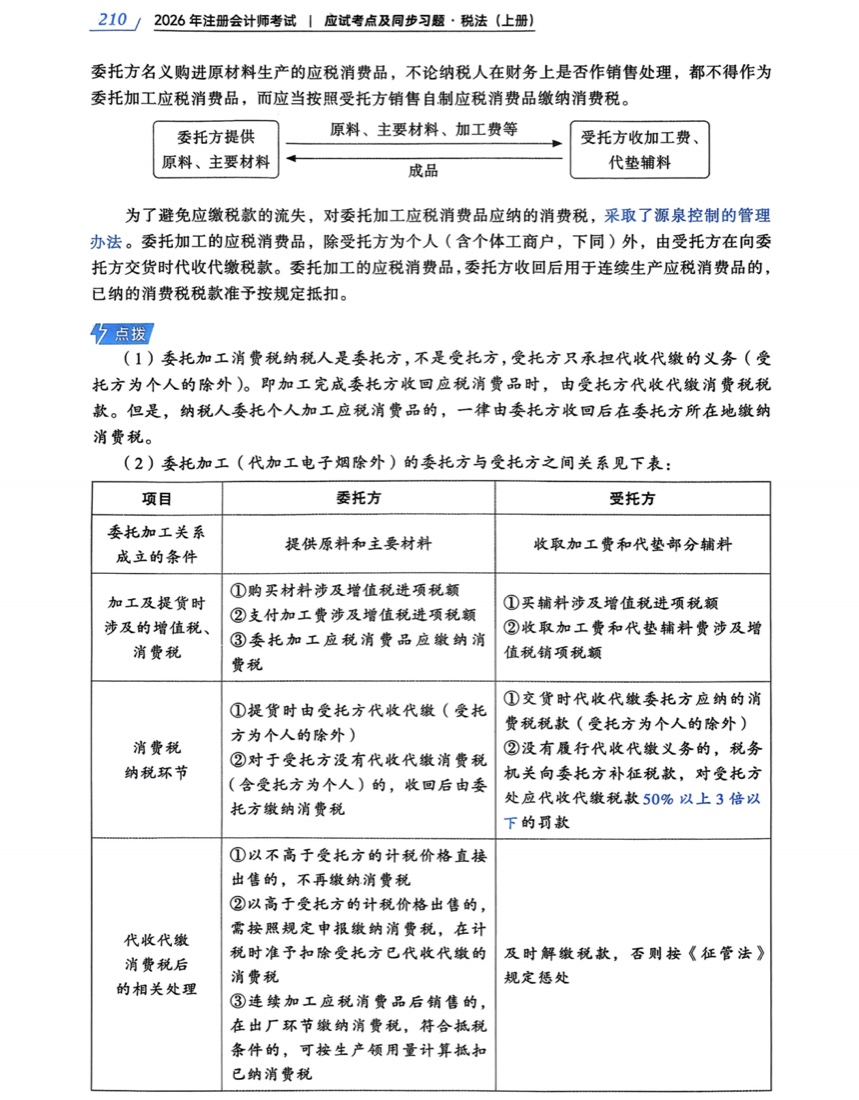 210 2026 年注册会计师考试 | 应试考点及同步习题·税法（上册）
委托方名义购进原材料生产的应税消费品，不论纳税人在财务上是否作销售处理，都不得作为
委托加工应税消费品，而应当按照受托方销售自制应税消费品缴纳消费税。
委托方提供
原料、主要材料
原料、主要材料、加工费等
成品
受托方收加工费、
代垫辅料
为了避免应缴税款的流失，对委托加工应税消费品应纳的消费税，采取了源泉控制的管理
办法。委托加工的应税消费品，除受托方为个人（含个体工商户，下同）外，由受托方在向委
托方交货时代收代缴税款。委托加工的应税消费品，委托方收回后用于连续生产应税消费品的，
已纳的消费税税款准予按规定抵扣。
点拨
（1）委托加工消费税纳税人是委托方，不是受托方，受托方只承担代收代缴的义务（受
托方为个人的除外）。即加工完成委托方收回应税消费品时，由受托方代收代缴消费税税
款。但是，纳税人委托个人加工应税消费品的，一律由委托方收回后在委托方所在地缴纳
消费税。
（2）委托加工（代加工电子烟除外）的委托方与受托方之间关系见下表：
项目
委托方
受托方
委托加工关系
成立的条件
提供原料和主要材料
收取加工费和代垫部分辅料
加工及提货时
涉及的增值税、
消费税
①购买材料涉及增值税进项税额
②支付加工费涉及增值税进项税额
③委托加工应税消费品应缴纳消
费税
①买辅料涉及增值税进项税额
②收取加工费和代垫辅料费涉及增
值税销项税额
消费税
纳税环节
①提货时由受托方代收代缴（受托
方为个人的除外）
②对于受托方没有代收代缴消费税
（含受托方为个人）的，收回后由委
托方缴纳消费税
①交货时代收代缴委托方应纳的消
费税税款（受托方为个人的除外）
②没有履行代收代缴义务的，税务
机关向委托方补征税款，对受托方
处应代收代缴税款 50% 以上 3 倍以
下的罚款
代收代缴
消费税后
的相关处理
①以不高于受托方的计税价格直接
出售的，不再缴纳消费税
②以高于受托方的计税价格出售的，
需按照规定申报缴纳消费税，在计
税时准予扣除受托方已代收代缴的
消费税
③连续加工应税消费品后销售的，
在出厂环节缴纳消费税，符合抵税
条件的，可按生产领用量计算抵扣
已纳消费税
及时解缴税款，否则按《征管法》
规定惩处